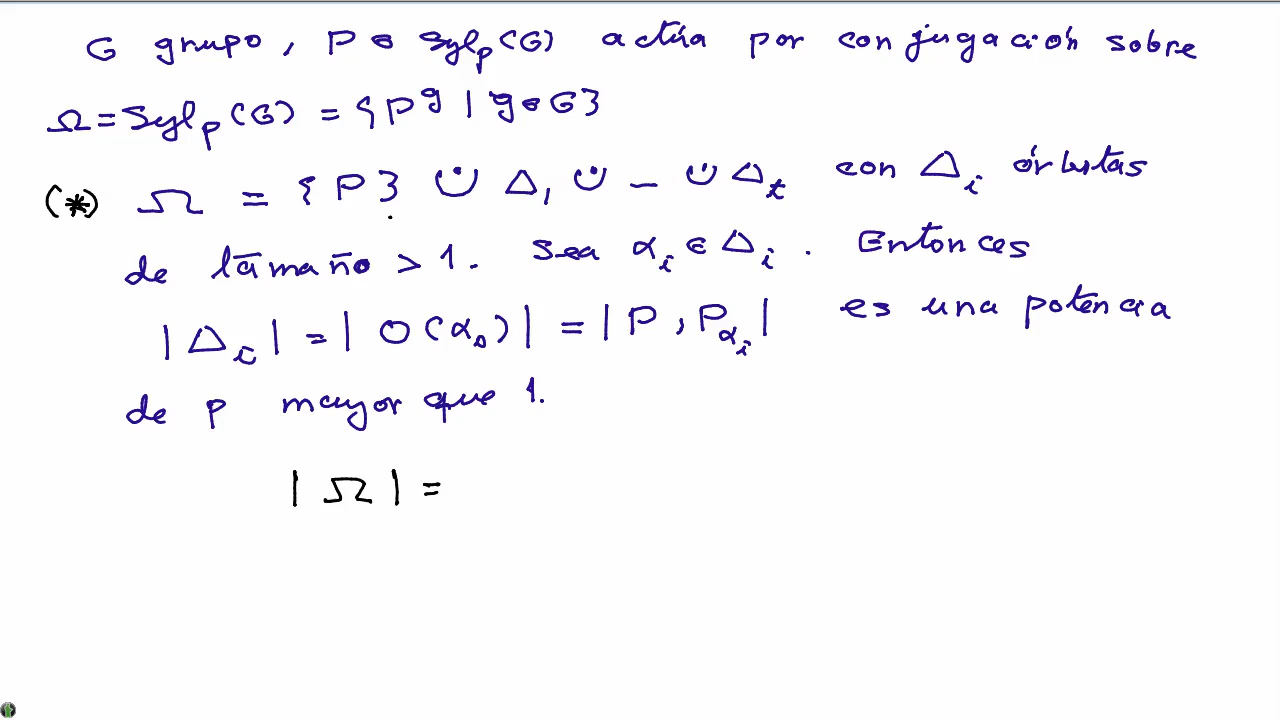 G grupo, P ∈ Syl_p(G) actúa por conjugación sobre
Ω = Syl_p(G) = {P^g | g ∈ G}
(*) Ω = {P} ∪̇ Δ₁ ∪̇ — ∪̇ Δ_t con Δ_i órbitas
de tamaño > 1. Sea α_i ∈ Δ_i. Entonces
|Δ_i| = |O(α_i)| = |P : P_{α_i}| es una potencia
de p mayor que 1.
|Ω| =